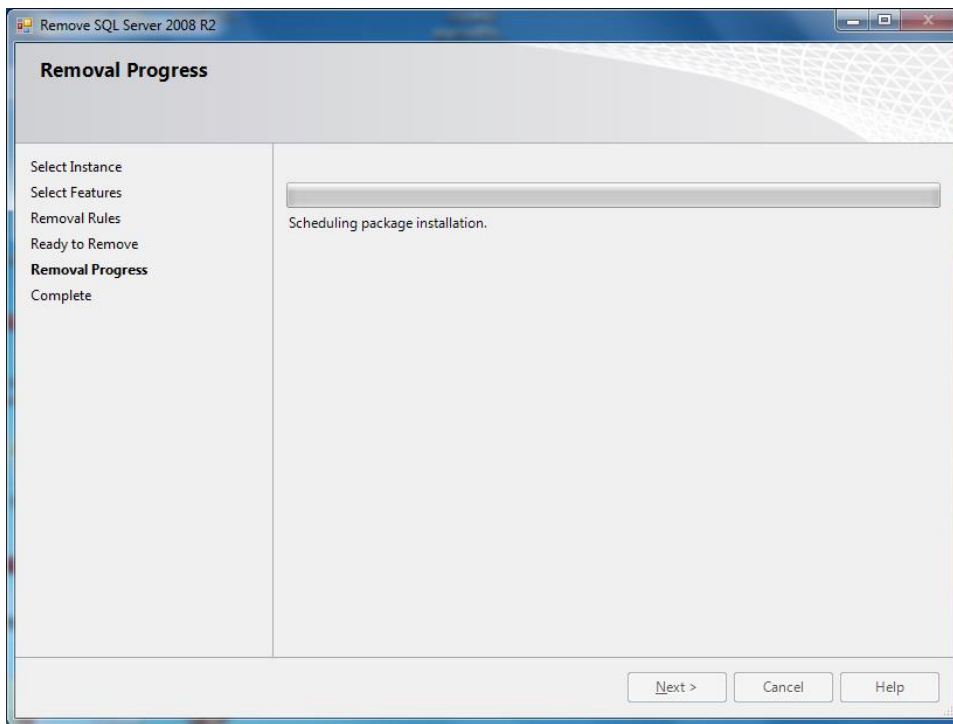 Remove SQL Server 2008 R2
Removal Progress
Select Instance
Select Features
Removal Rules
Ready to Remove
Removal Progress
Complete
Scheduling package installation.
Next >
Cancel
Help